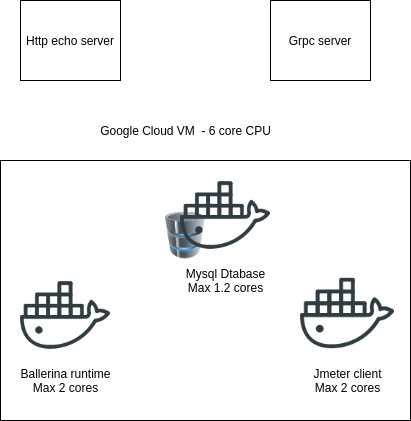 Http echo server
Grpc server
Google Cloud VM - 6 core CPU
Mysql Dtabase
Max 1.2 cores
Ballerina runtime
Max 2 cores
Jmeter client
Max 2 cores